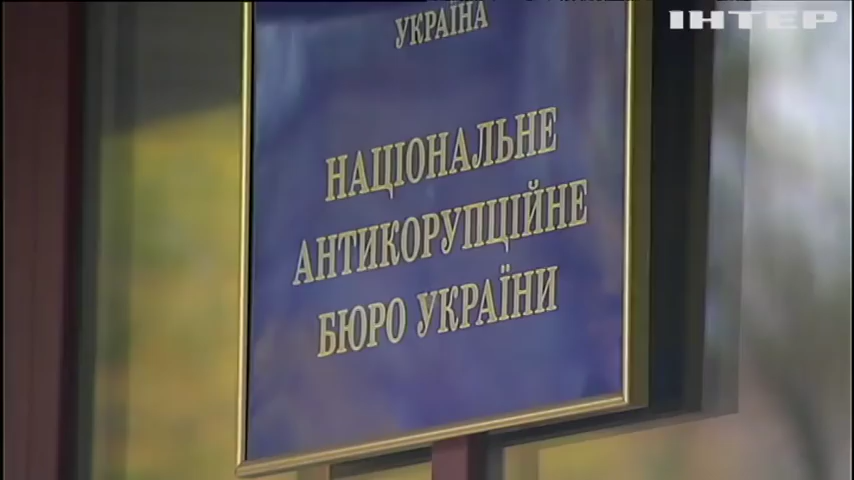 ІНТЕР
УКРАЇНА
НАЦІОНАЛЬНЕ
АНТИКОРУПЦІЙНЕ
БЮРО УКРАЇНИ